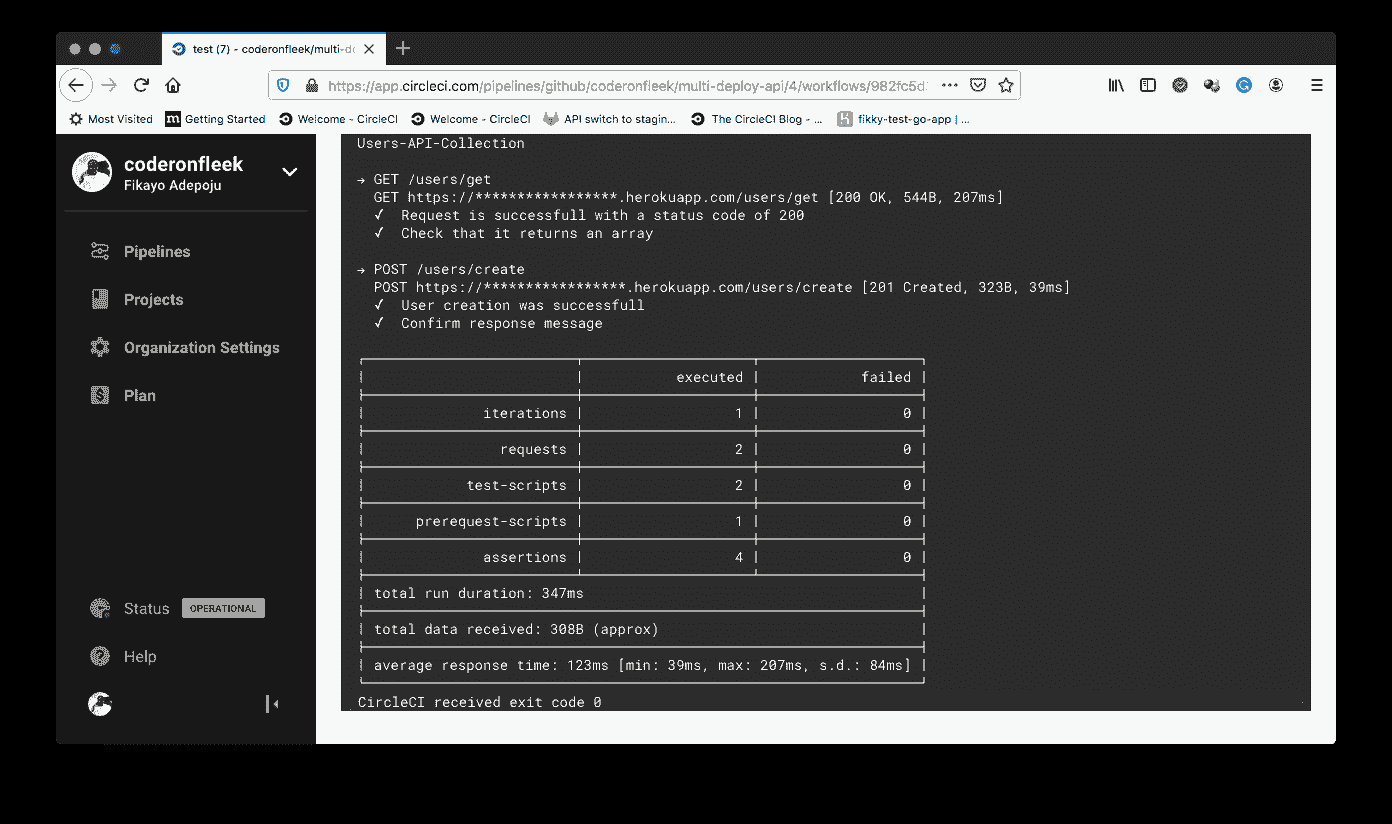 test (7) - coderonfleek/multi-de
https://app.circleci.com/pipelines/github/coderonfleek/multi-deploy-api/4/workflows/982fc5d
Most Visited
Getting Started
Welcome - CircleCI
Welcome - CircleCI
API switch to stagin...
The CircleCI Blog - ...
fikky-test-go-app | ...
coderonfleek
Fikayo Adepoju
Pipelines
Projects
Organization Settings
Plan
Status OPERATIONAL
Help
Users-API-Collection
→ GET /users/get
GET https://*****************.herokuapp.com/users/get [200 OK, 544B, 207ms]
✓ Request is successfull with a status code of 200
✓ Check that it returns an array
→ POST /users/create
POST https://*****************.herokuapp.com/users/create [201 Created, 323B, 39ms]
✓ User creation was successfull
✓ Confirm response message
executed failed
iterations 1 0
requests 2 0
test-scripts 2 0
prerequest-scripts 1 0
assertions 4 0
total run duration: 347ms
total data received: 308B (approx)
average response time: 123ms [min: 39ms, max: 207ms, s.d.: 84ms]
CircleCI received exit code 0